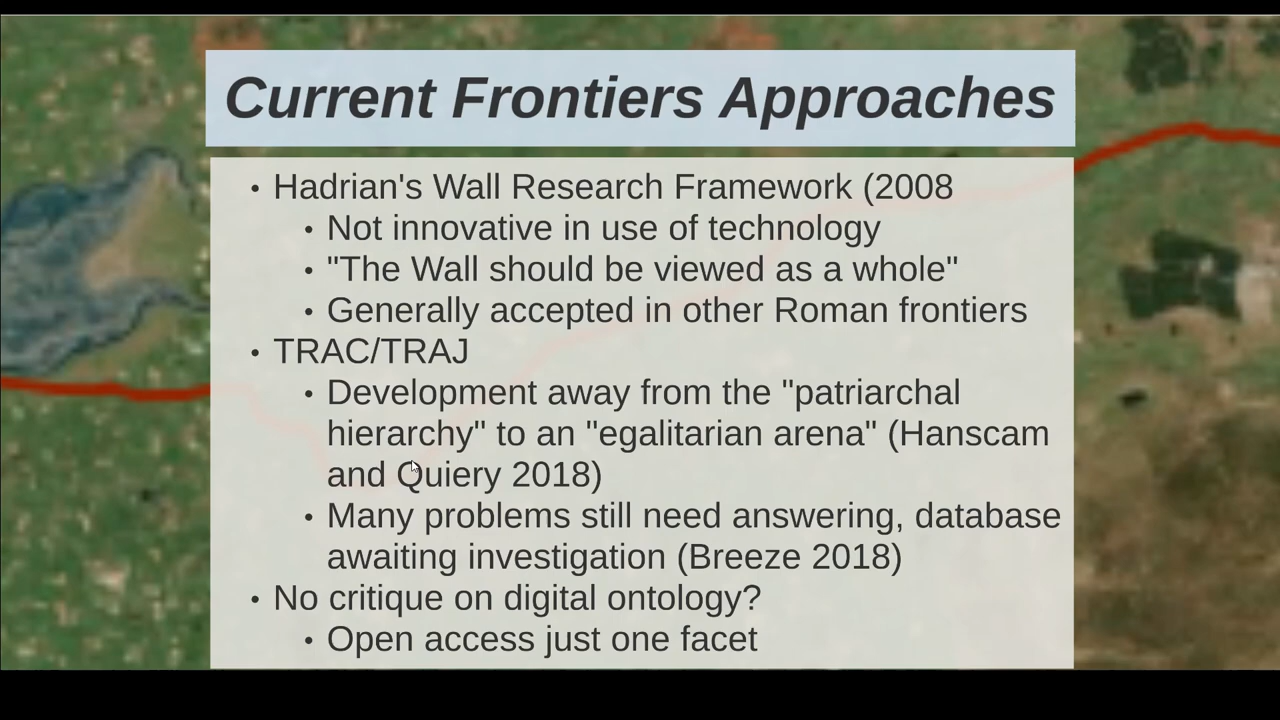 Current Frontiers Approaches
• Hadrian's Wall Research Framework (2008
• Not innovative in use of technology
• "The Wall should be viewed as a whole"
• Generally accepted in other Roman frontiers
• TRAC/TRAJ
• Development away from the "patriarchal
hierarchy" to an "egalitarian arena" (Hanscam
and Quiery 2018)
• Many problems still need answering, database
awaiting investigation (Breeze 2018)
• No critique on digital ontology?
• Open access just one facet